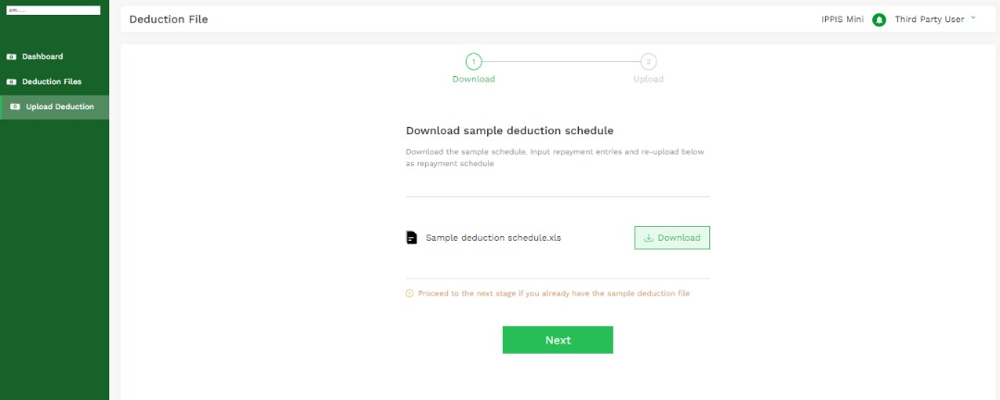 Deduction File
IPPIS Mini
Third Party User
Dashboard
Deduction Files
Upload Deduction
1
2
Download
Upload
Download sample deduction schedule
Download the sample schedule. Input repayment entries and re-upload below
as repayment schedule
Sample deduction schedule.xls
Download
Proceed to the next stage if you already have the sample deduction file
Next